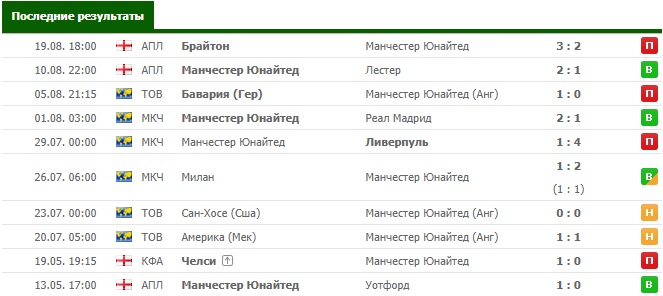 Последние результаты
19.08. 18:00 АПЛ Брайтон Манчестер Юнайтед 3 : 2 П
10.08. 22:00 АПЛ Манчестер Юнайтед Лестер 2 : 1 В
05.08. 21:15 ТОВ Бавария (Гер) Манчестер Юнайтед (Анг) 1 : 0 П
01.08. 03:00 МКЧ Манчестер Юнайтед Реал Мадрид 2 : 1 В
29.07. 00:00 МКЧ Манчестер Юнайтед Ливерпуль 1 : 4 П
26.07. 06:00 МКЧ Милан Манчестер Юнайтед 1 : 2 В
(1 : 1)
23.07. 00:00 ТОВ Сан-Хосе (Сша) Манчестер Юнайтед (Анг) 0 : 0 Н
20.07. 05:00 ТОВ Америка (Мек) Манчестер Юнайтед (Анг) 1 : 1 Н
19.05. 19:15 КФА Челси Манчестер Юнайтед 1 : 0 П
13.05. 17:00 АПЛ Манчестер Юнайтед Уотфорд 1 : 0 В